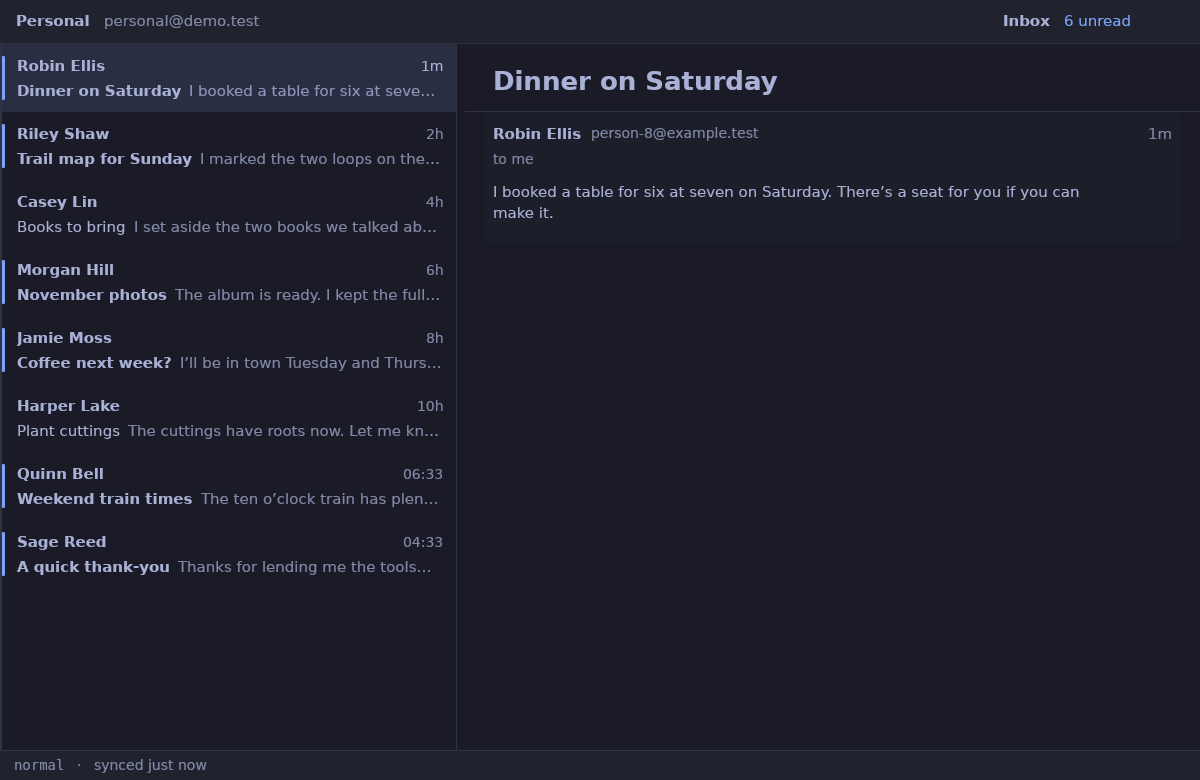 Personal personal@demo.test Inbox 6 unread
Robin Ellis 1m
Dinner on Saturday I booked a table for six at seve…
Riley Shaw 2h
Trail map for Sunday I marked the two loops on the…
Casey Lin 4h
Books to bring I set aside the two books we talked ab…
Morgan Hill 6h
November photos The album is ready. I kept the full…
Jamie Moss 8h
Coffee next week? I’ll be in town Tuesday and Thurs…
Harper Lake 10h
Plant cuttings The cuttings have roots now. Let me kn…
Quinn Bell 06:33
Weekend train times The ten o’clock train has plen…
Sage Reed 04:33
A quick thank-you Thanks for lending me the tools…
Dinner on Saturday
Robin Ellis person-8@example.test 1m
to me
I booked a table for six at seven on Saturday. There’s a seat for you if you can
make it.
normal · synced just now